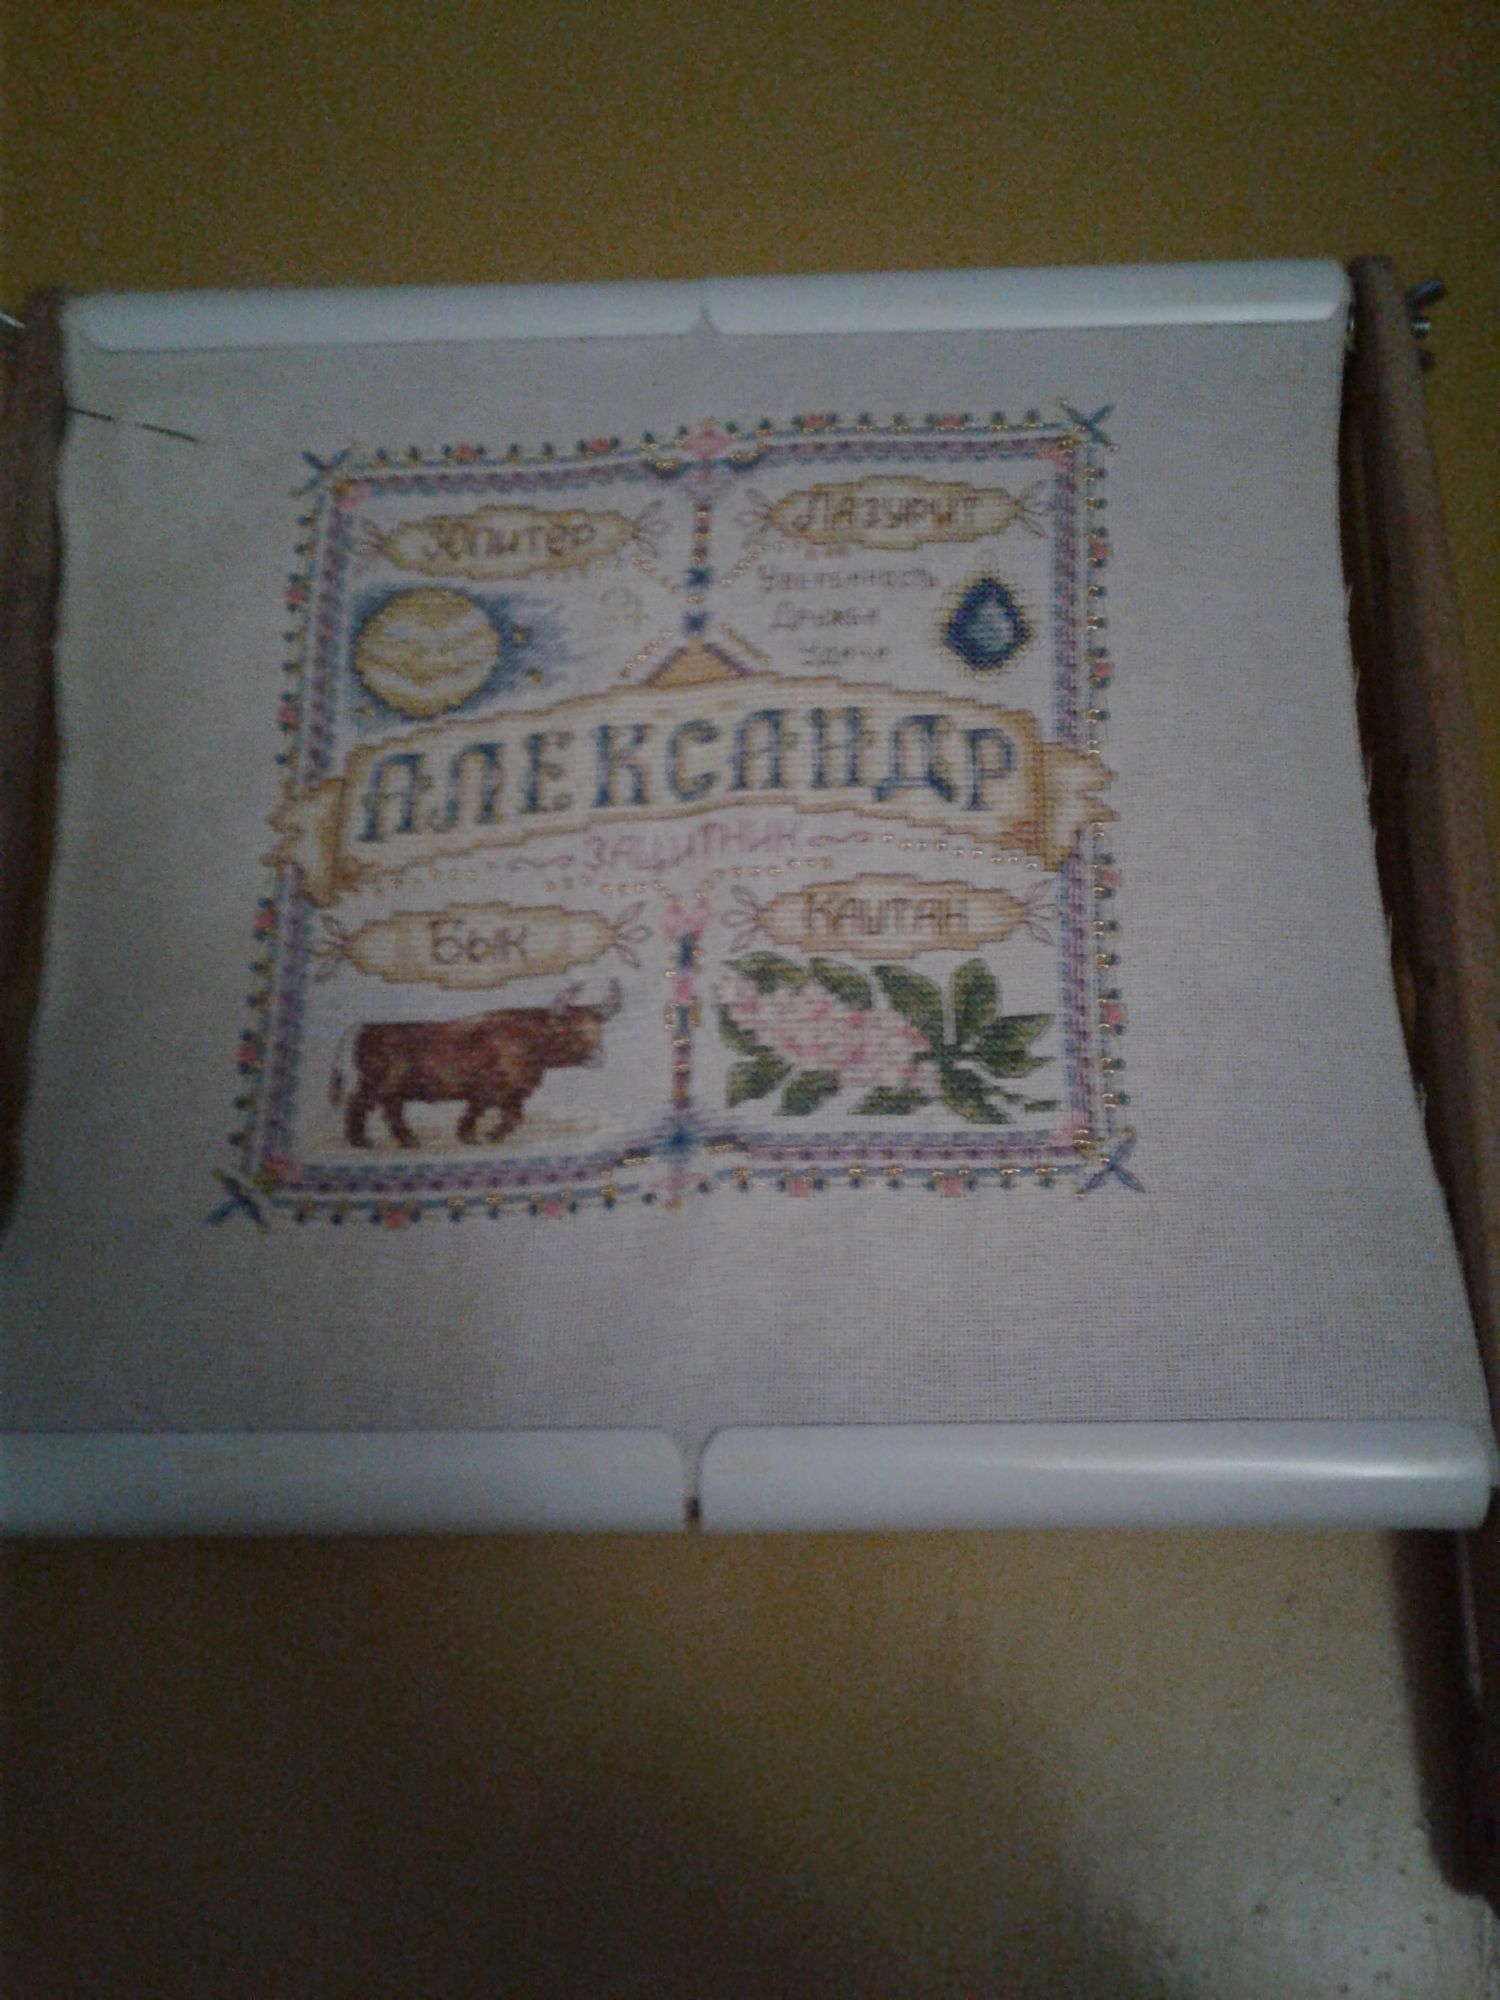 Юпитер
Лазурит
Уверенность
Дружба
Удача
АЛЕКСАНДР
ЗАЩИТНИК
Бык
Каштан